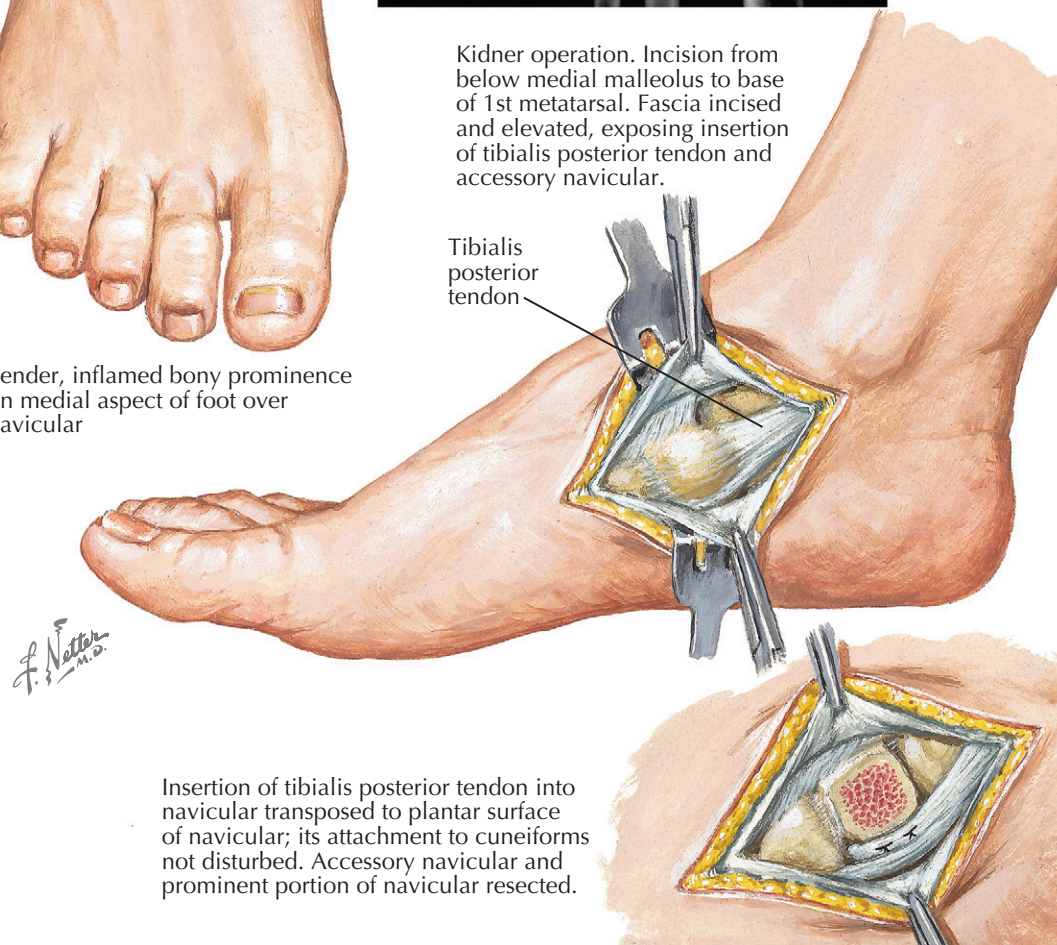 Kidner operation. Incision from
below medial malleolus to base
of 1st metatarsal. Fascia incised
and elevated, exposing insertion
of tibialis posterior tendon and
accessory navicular.
Tibialis
posterior
tendon
ender, inflamed bony prominence
n medial aspect of foot over
avicular
F. Netter
M.D.
Insertion of tibialis posterior tendon into
navicular transposed to plantar surface
of navicular; its attachment to cuneiforms
not disturbed. Accessory navicular and
prominent portion of navicular resected.